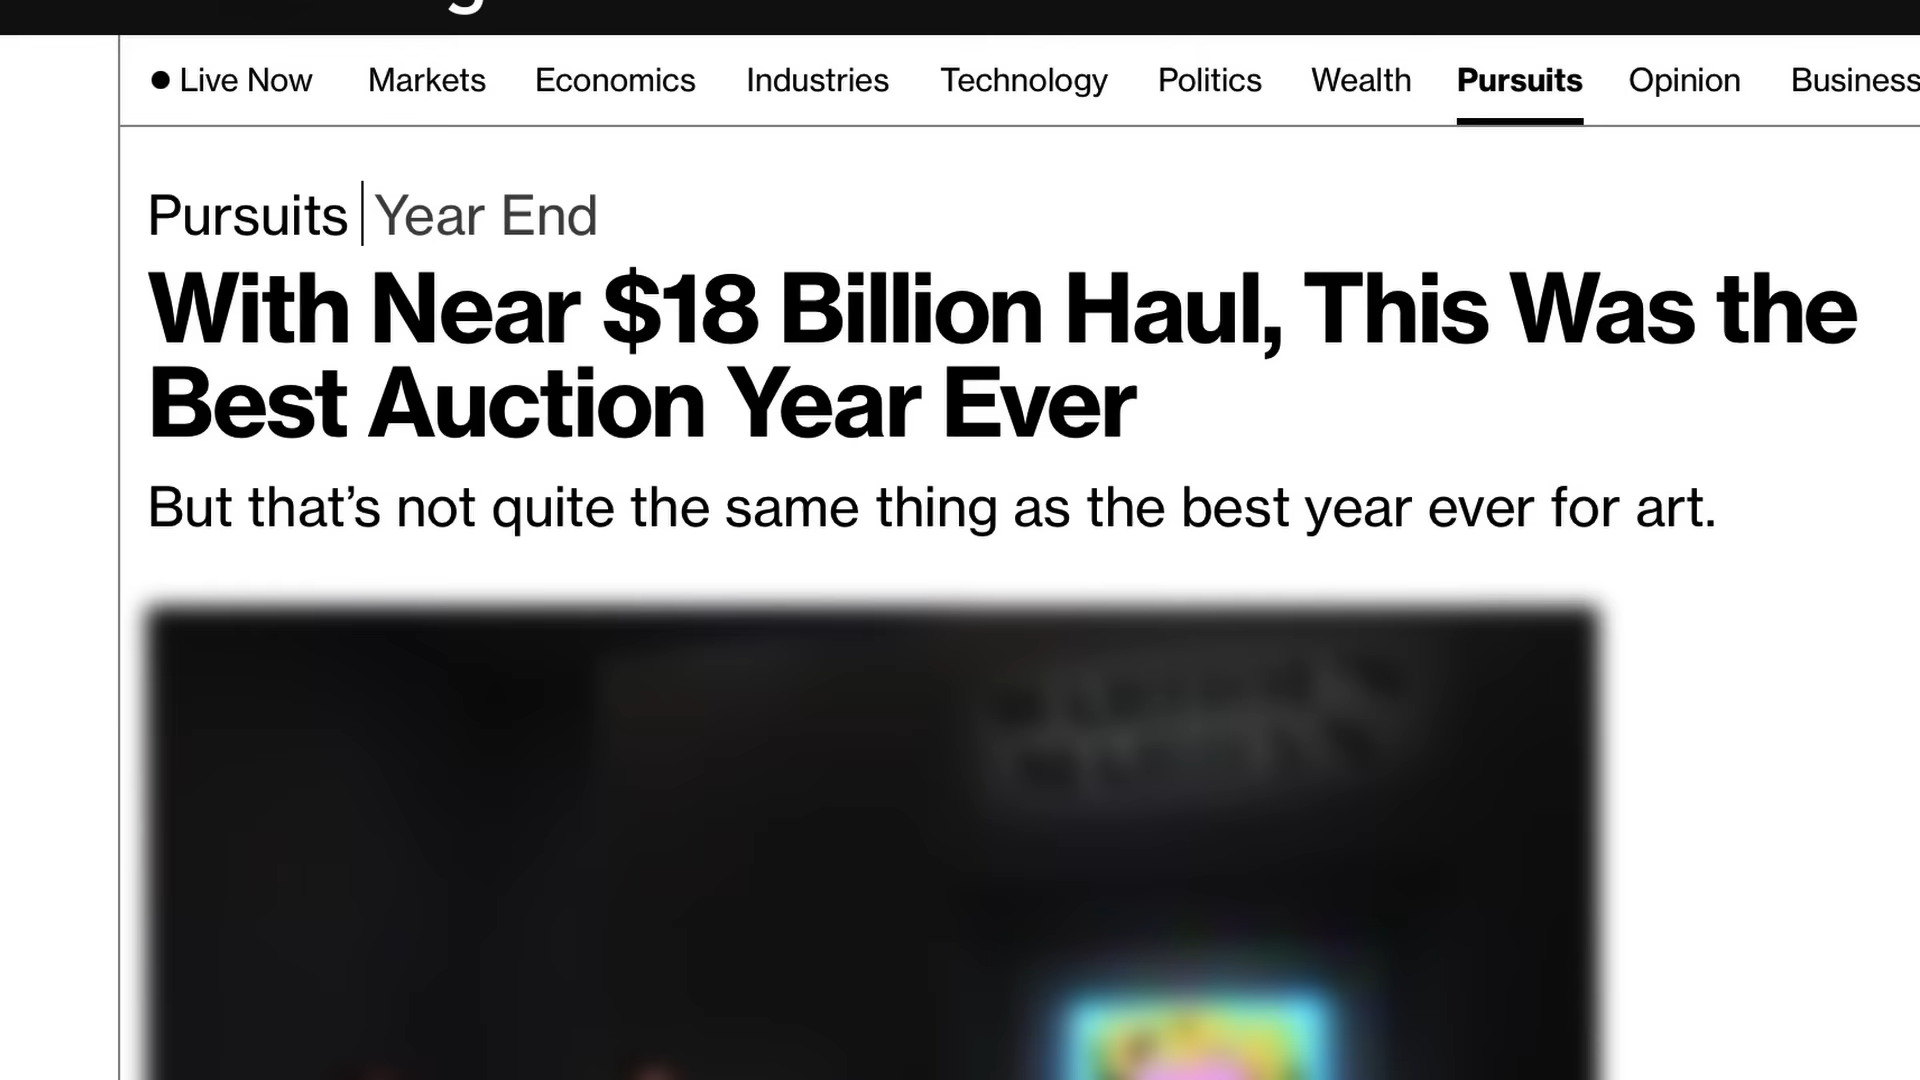 Live Now Markets Economics Industries Technology Politics Wealth Pursuits Opinion Business
Pursuits | Year End
With Near $18 Billion Haul, This Was the
Best Auction Year Ever
But that’s not quite the same thing as the best year ever for art.